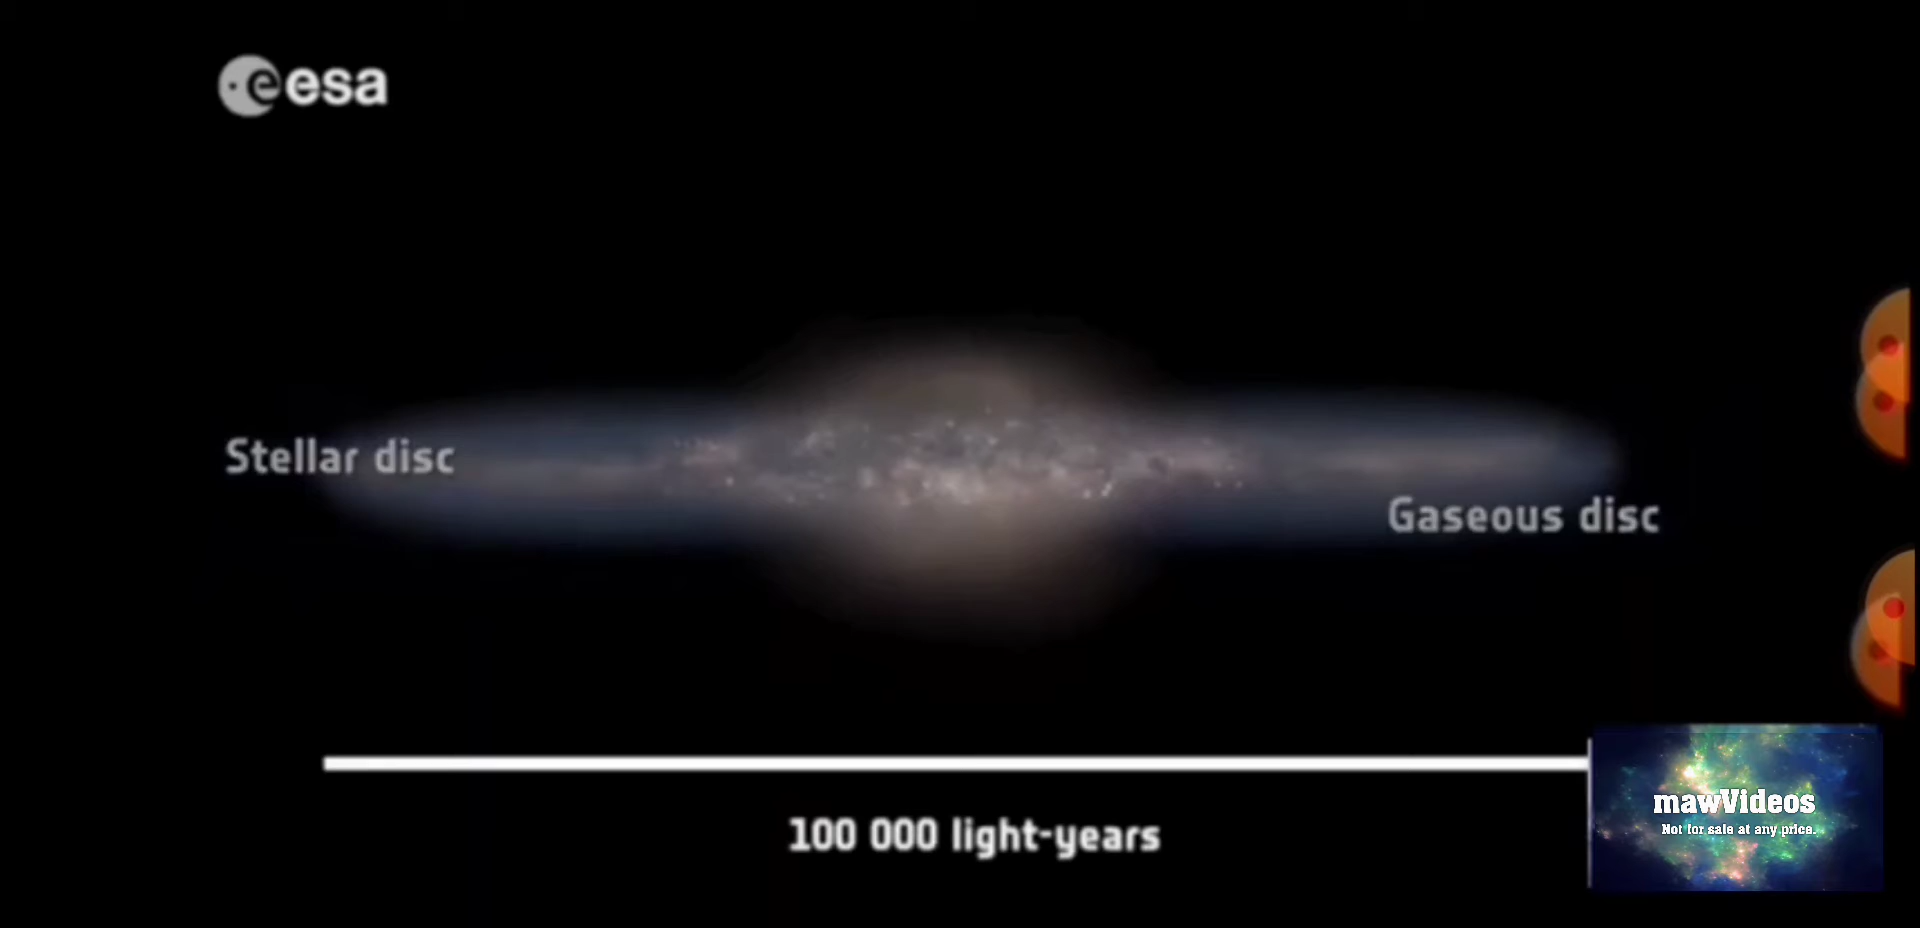 esa
Stellar disc
Gaseous disc
100 000 light-years
mawVideos
Not for sale at any price.